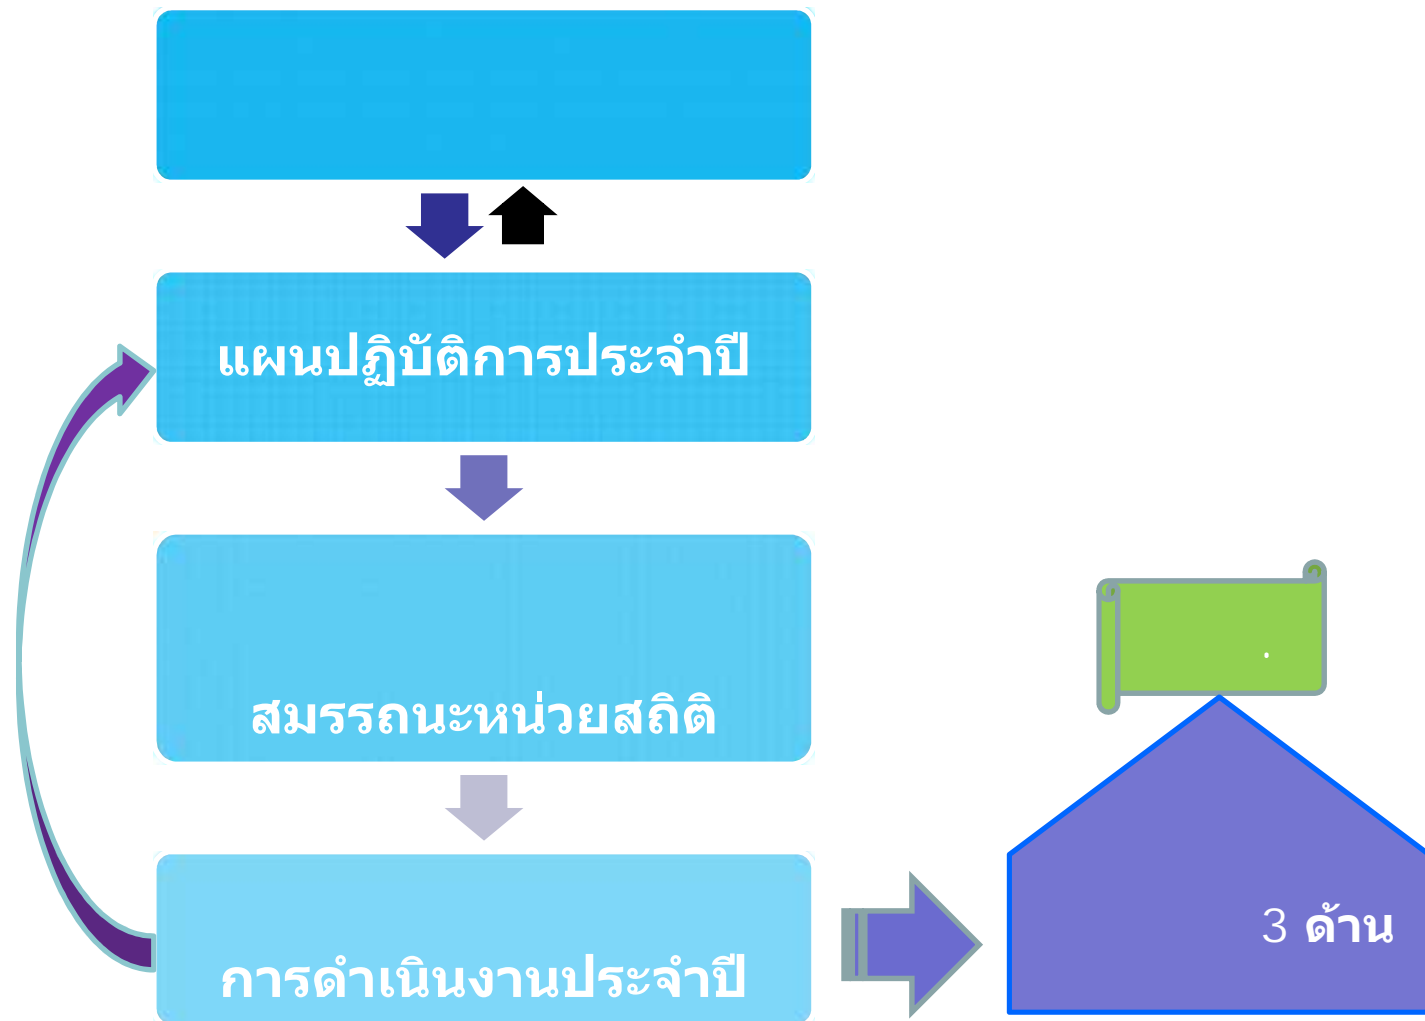 แผนปฏิบัติการประจำปี
สมรรถนะหน่วยสถิติ
การดำเนินงานประจำปี
.
3 ด้าน